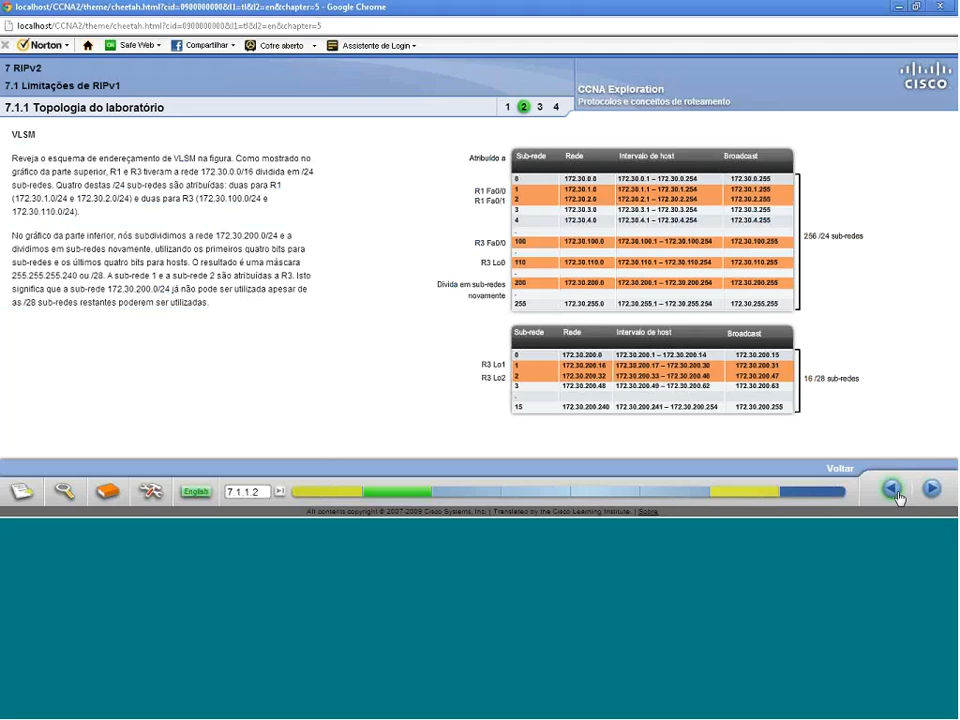 localhost/CCNA2/theme/cheetah.html?cid=0900000000&l1=tl&l2=en&chapter=5 - Google Chrome
localhost/CCNA2/theme/cheetah.html?cid=0900000000&l1=tl&l2=en&chapter=5
Norton
Safe Web
Compartilhar
Cofre aberto
Assistente de Login
7 RIPv2
7.1 Limitações de RIPv1
7.1.1 Topologia do laboratório
1 2 3 4
CCNA Exploration
Protocolos e conceitos de roteamento
CISCO
VLSM
Reveja o esquema de endereçamento de VLSM na figura. Como mostrado no
gráfico da parte superior, R1 e R3 tiveram a rede 172.30.0.0/16 dividida em /24
sub-redes. Quatro destas /24 sub-redes são atribuídas: duas para R1
(172.30.1.0/24 e 172.30.2.0/24) e duas para R3 (172.30.100.0/24 e
172.30.110.0/24).
No gráfico da parte inferior, nós subdividimos a rede 172.30.200.0/24 e a
dividimos em sub-redes novamente, utilizando os primeiros quatro bits para
sub-redes e os últimos quatro bits para hosts. O resultado é uma máscara
255.255.255.240 ou /28. A sub-rede 1 e a sub-rede 2 são atribuídas a R3. Isto
significa que a sub-rede 172.30.200.0/24 já não pode ser utilizada apesar de
as /28 sub-redes restantes poderem ser utilizadas.
Atribuído a Sub-rede Rede Intervalo de host Broadcast
0 172.30.0.0 172.30.0.1 – 172.30.0.254 172.30.0.255
R1 Fa0/0 1 172.30.1.0 172.30.1.1 – 172.30.1.254 172.30.1.255
R1 Fa0/1 2 172.30.2.0 172.30.2.1 – 172.30.2.254 172.30.2.255
3 172.30.3.0 172.30.3.1 – 172.30.3.254 172.30.3.255
4 172.30.4.0 172.30.4.1 – 172.30.4.254 172.30.4.255
.
R3 Fa0/0 100 172.30.100.0 172.30.100.1 – 172.30.100.254 172.30.100.255
.
R3 Lo0 110 172.30.110.0 172.30.110.1 – 172.30.110.254 172.30.110.255
.
Divida em sub-redes 200 172.30.200.0 172.30.200.1 – 172.30.200.254 172.30.200.255
novamente .
255 172.30.255.0 172.30.255.1 – 172.30.255.254 172.30.255.255
256 /24 sub-redes
Sub-rede Rede Intervalo de host Broadcast
0 172.30.200.0 172.30.200.1 – 172.30.200.14 172.30.200.15
R3 Lo1 1 172.30.200.16 172.30.200.17 – 172.30.200.30 172.30.200.31
R3 Lo2 2 172.30.200.32 172.30.200.33 – 172.30.200.46 172.30.200.47
3 172.30.200.48 172.30.200.49 – 172.30.200.62 172.30.200.63
.
15 172.30.200.240 172.30.200.241 – 172.30.200.254 172.30.200.255
16 /28 sub-redes
Voltar
English
7.1.1.2
All contents copyright © 2007-2009 Cisco Systems, Inc. | Translated by the Cisco Learning Institute. | Score